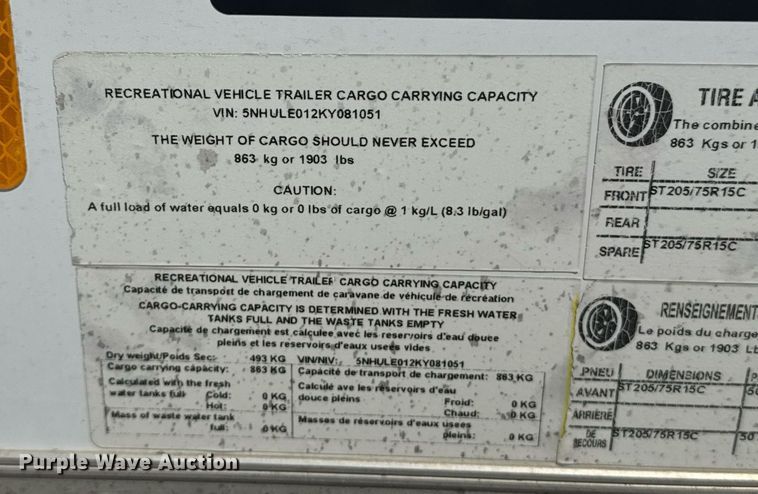 RECREATIONAL VEHICLE TRAILER CARGO CARRYING CAPACITY
VIN: 5NHULE012KY081051
THE WEIGHT OF CARGO SHOULD NEVER EXCEED
863 kg or 1903 lbs
CAUTION:
A full load of water equals 0 kg or 0 lbs of cargo @ 1 kg/L (8.3 lb/gal)
TIRE A
The combine
863 Kgs or 1
TIRE SIZE
FRONT ST205/75R15C
REAR
SPARE ST205/75R15C
RECREATIONAL VEHICLE TRAILER CARGO CARRYING CAPACITY
Capacité de transport de chargement de caravane de véhicule de récréation
CARGO-CARRYING CAPACITY IS DETERMINED WITH THE FRESH WATER
TANKS FULL AND THE WASTE TANKS EMPTY
Capacité de chargement est calculée avec les reservoirs d'eau douce
pleins et les reservoirs d'eaux usées vides
Dry weight/Poids Sec: 493 KG VIN/NIV: 5NHULE012KY081051
Cargo carrying capacity: 863 KG Capacité de transport de chargement: 863 KG
Calculated with the fresh
water tanks full Cold: 0 KG
Hot: 0 KG
Calculé ave les réservoirs d'eau
douce pleins Froid: 0 KG
Chaud: 0 KG
Mass of waste water tank
full: 0 KG
Masses de réservoirs d'eaux usées
pleins: 0 KG
RENSEIGNEMENT
Le poids du charge
863 Kgs or 1903 Lb
PNEU DIMENSIONS P
AVANT ST205/75R15C 50
ARRIÈRE
DE SECOURS ST205/75R15C 50
Purple Wave Auction